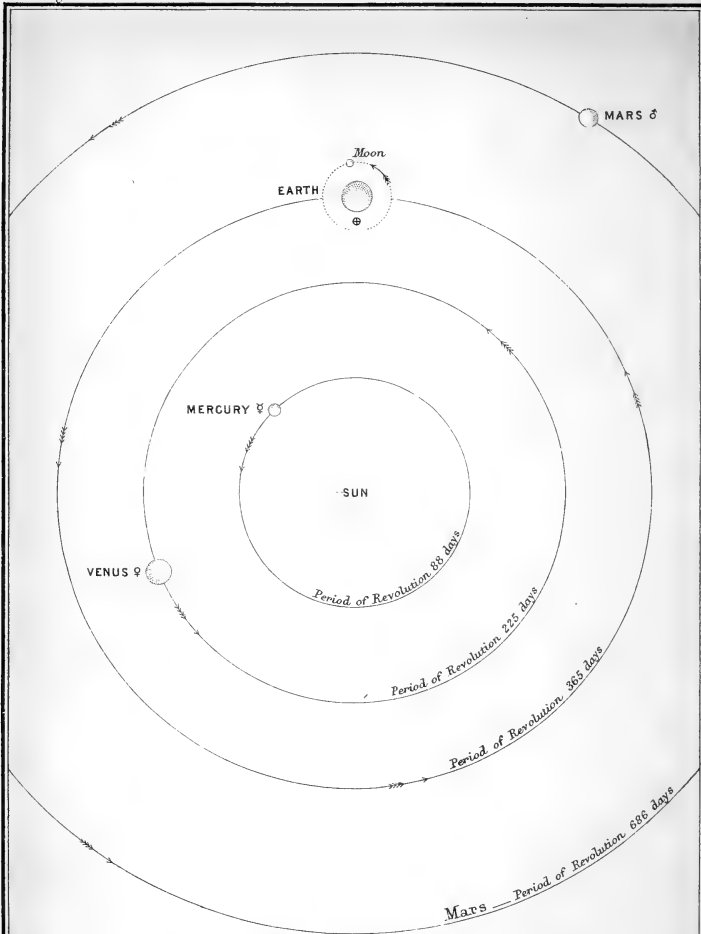 MARS ♂
Moon
EARTH
⊕
MERCURY ☿
SUN
VENUS ♀
Period of Revolution 88 days
Period of Revolution 225 days
Period of Revolution 365 days
Mars — Period of Revolution 686 days